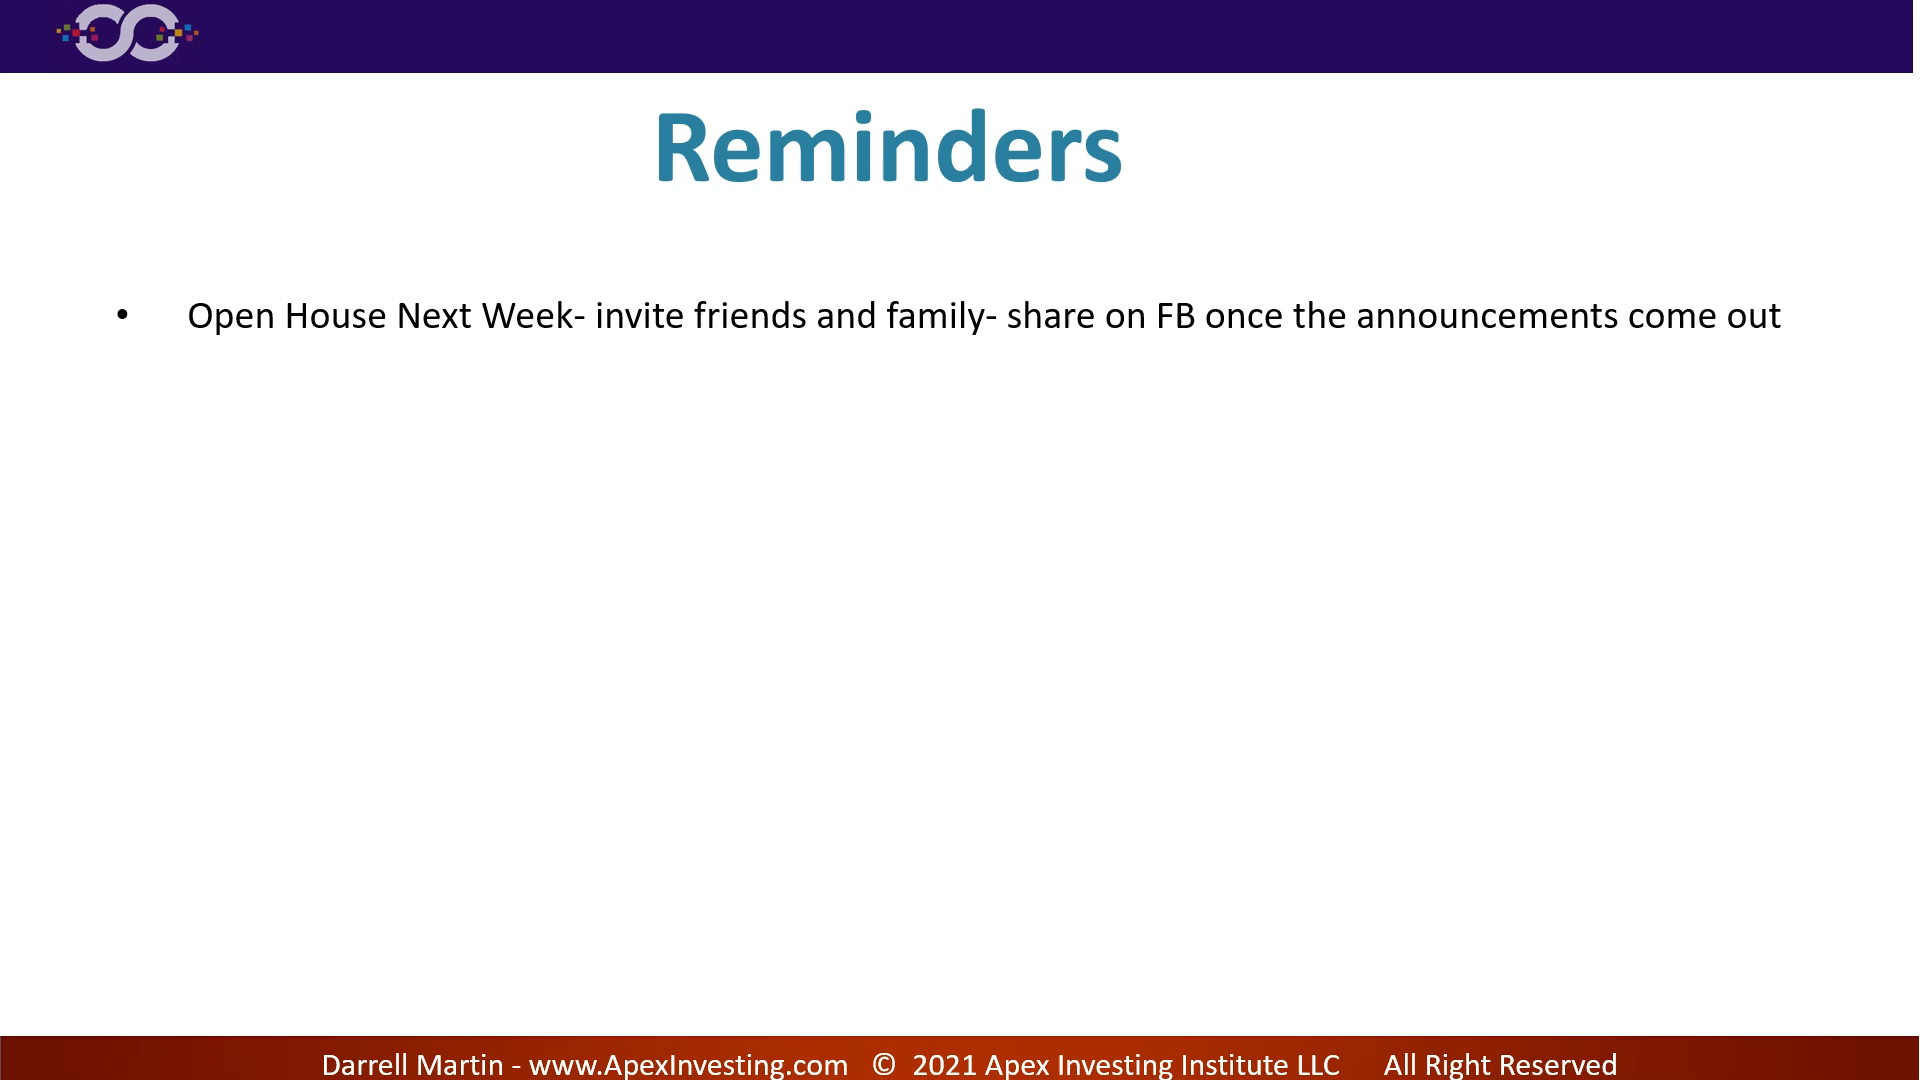 Reminders
• Open House Next Week- invite friends and family- share on FB once the announcements come out
Darrell Martin - www.ApexInvesting.com © 2021 Apex Investing Institute LLC All Right Reserved